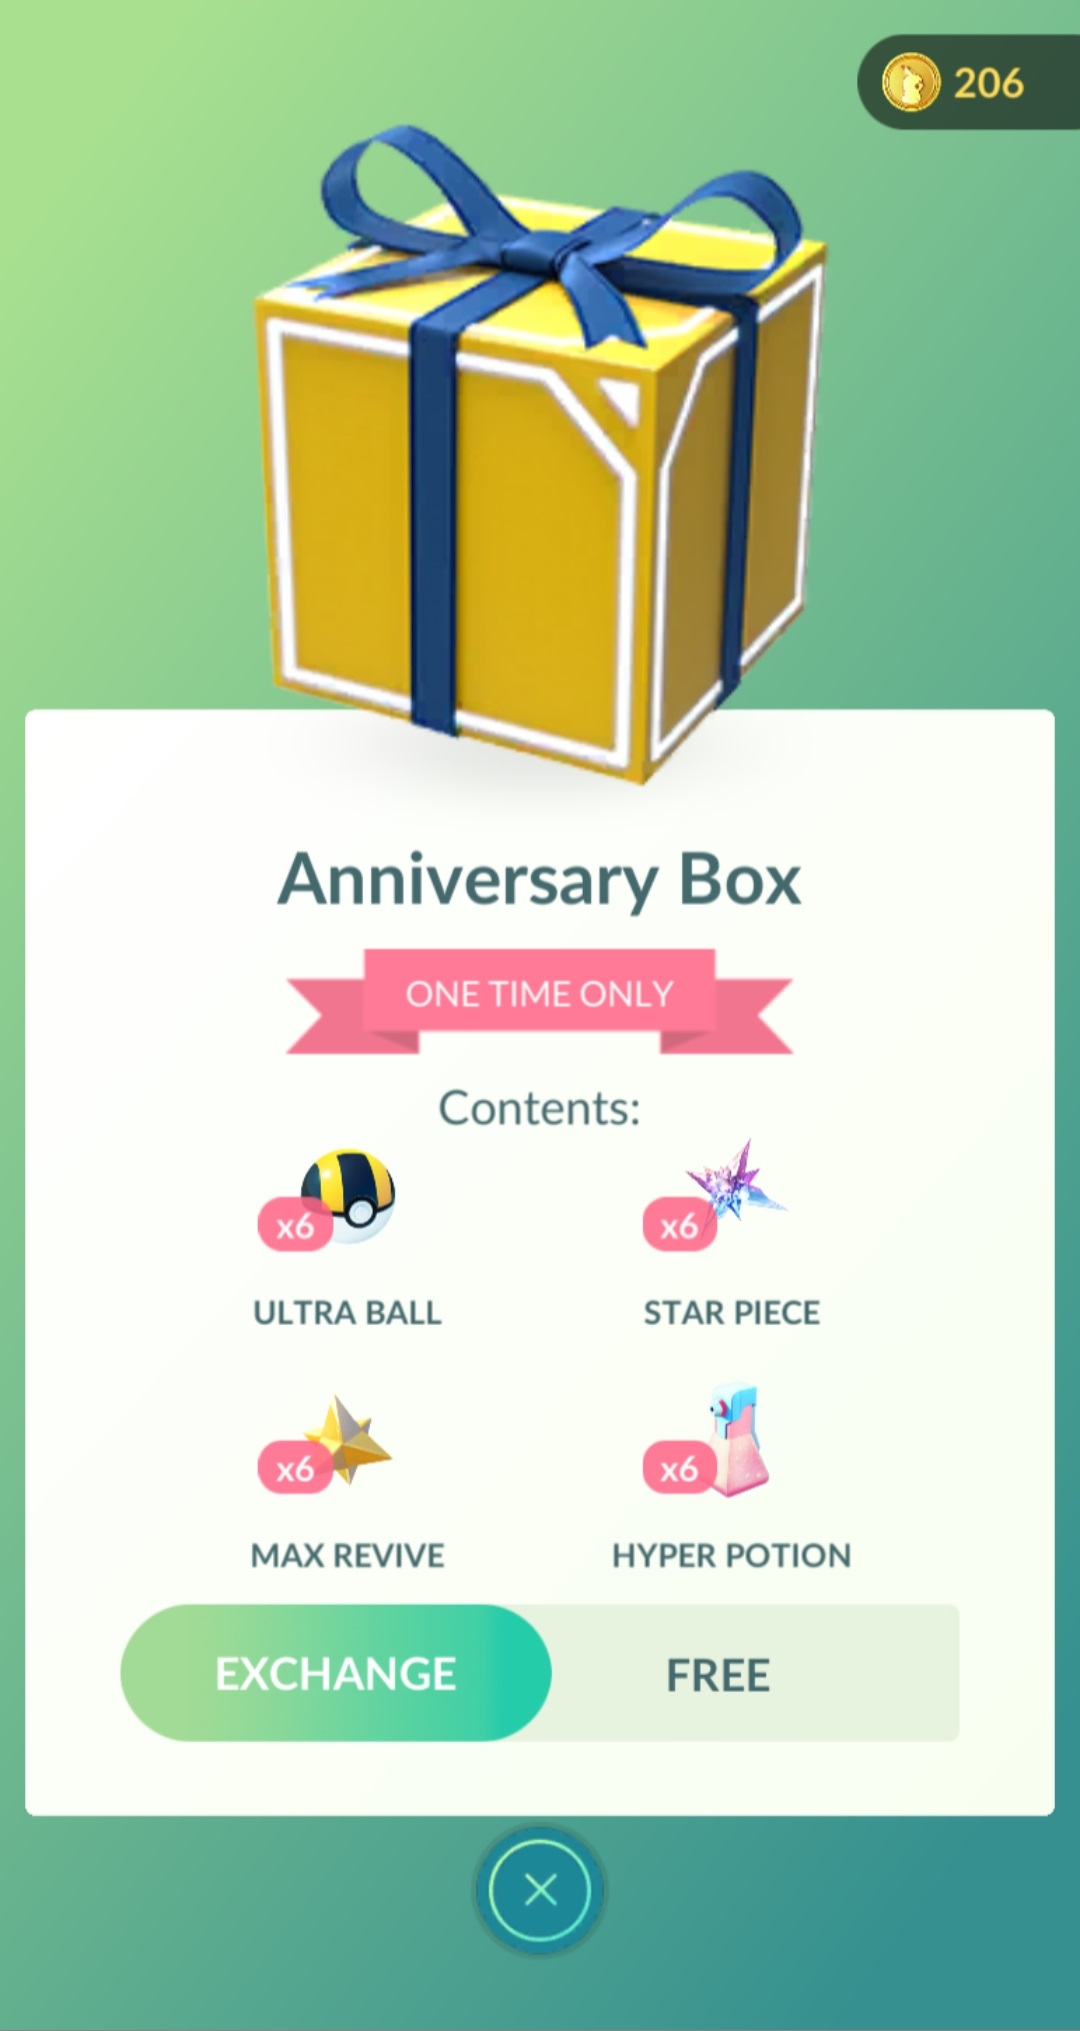 206
Anniversary Box
ONE TIME ONLY
Contents:
x6
x6
ULTRA BALL
STAR PIECE
x6
x6
MAX REVIVE
HYPER POTION
EXCHANGE
FREE